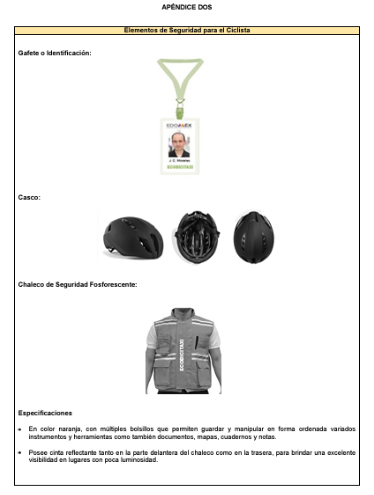 APÉNDICE DOS
Elementos de Seguridad para el Ciclista
Gafete o Identificación:
Casco:
Chaleco de Seguridad Fosforescente:
Especificaciones
• En color naranja, con múltiples bolsillos que permiten guardar y manipular en forma ordenada variados
instrumentos y herramientas como también documentos, mapas, cuadernos y notas.
• Posee cinta reflectante tanto en la parte delantera del chaleco como en la trasera, para brindar una excelente
visibilidad en lugares con poca luminosidad.